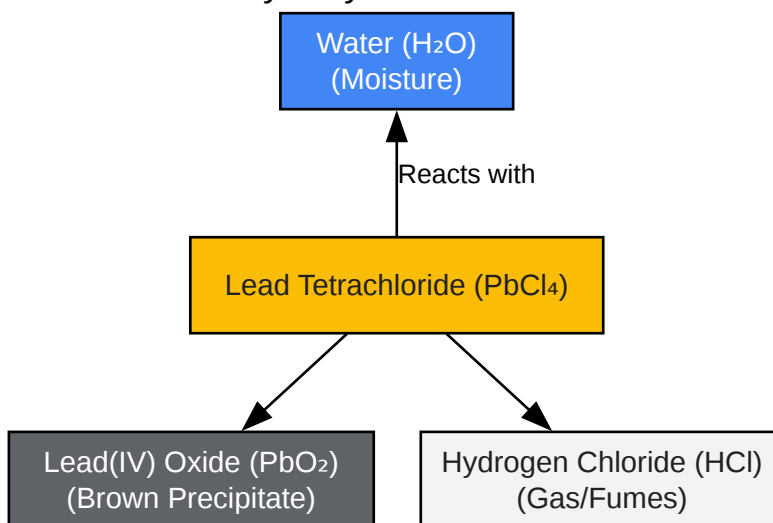 Water (H₂O)
(Moisture)
Reacts with
Lead Tetrachloride (PbCl₄)
Lead(IV) Oxide (PbO₂)
(Brown Precipitate)
Hydrogen Chloride (HCl)
(Gas/Fumes)